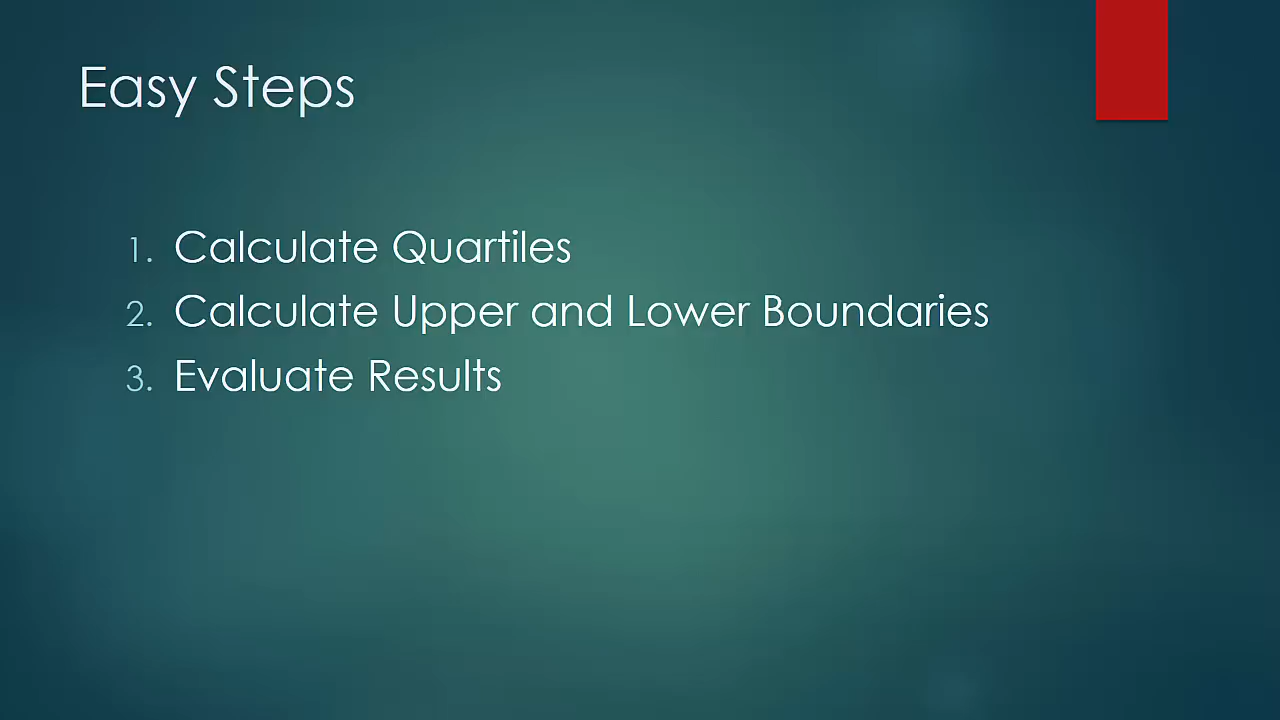 Easy Steps
1. Calculate Quartiles
2. Calculate Upper and Lower Boundaries
3. Evaluate Results